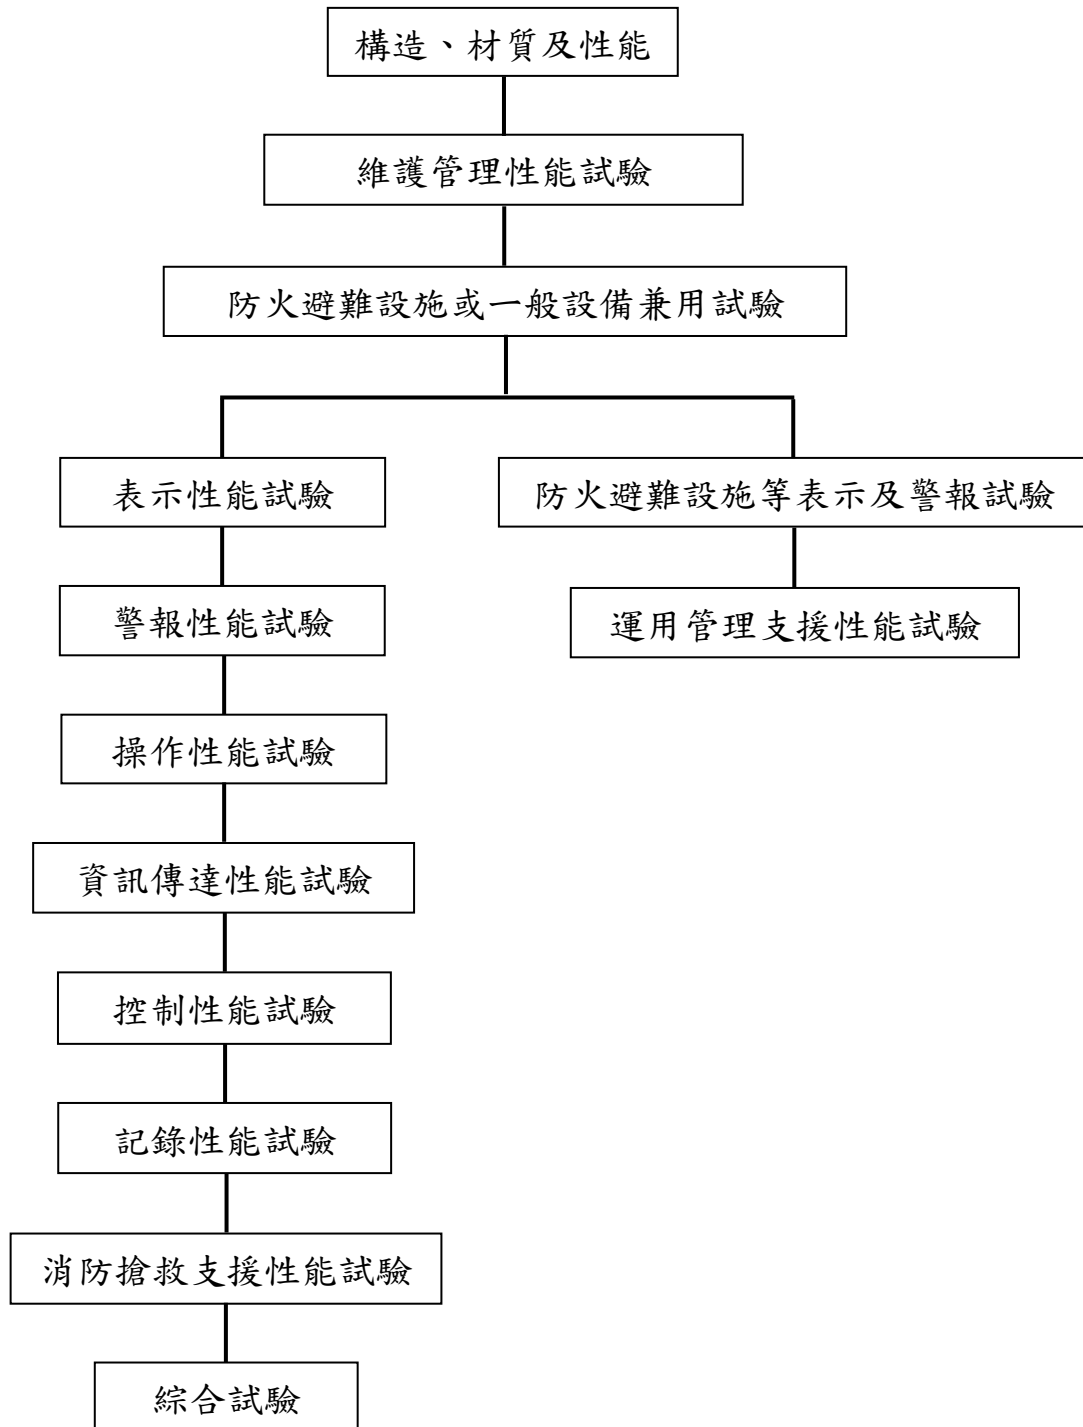 構造、材質及性能
維護管理性能試驗
防火避難設施或一般設備兼用試驗
表示性能試驗
防火避難設施等表示及警報試驗
警報性能試驗
運用管理支援性能試驗
操作性能試驗
資訊傳達性能試驗
控制性能試驗
記錄性能試驗
消防搶救支援性能試驗
綜合試驗